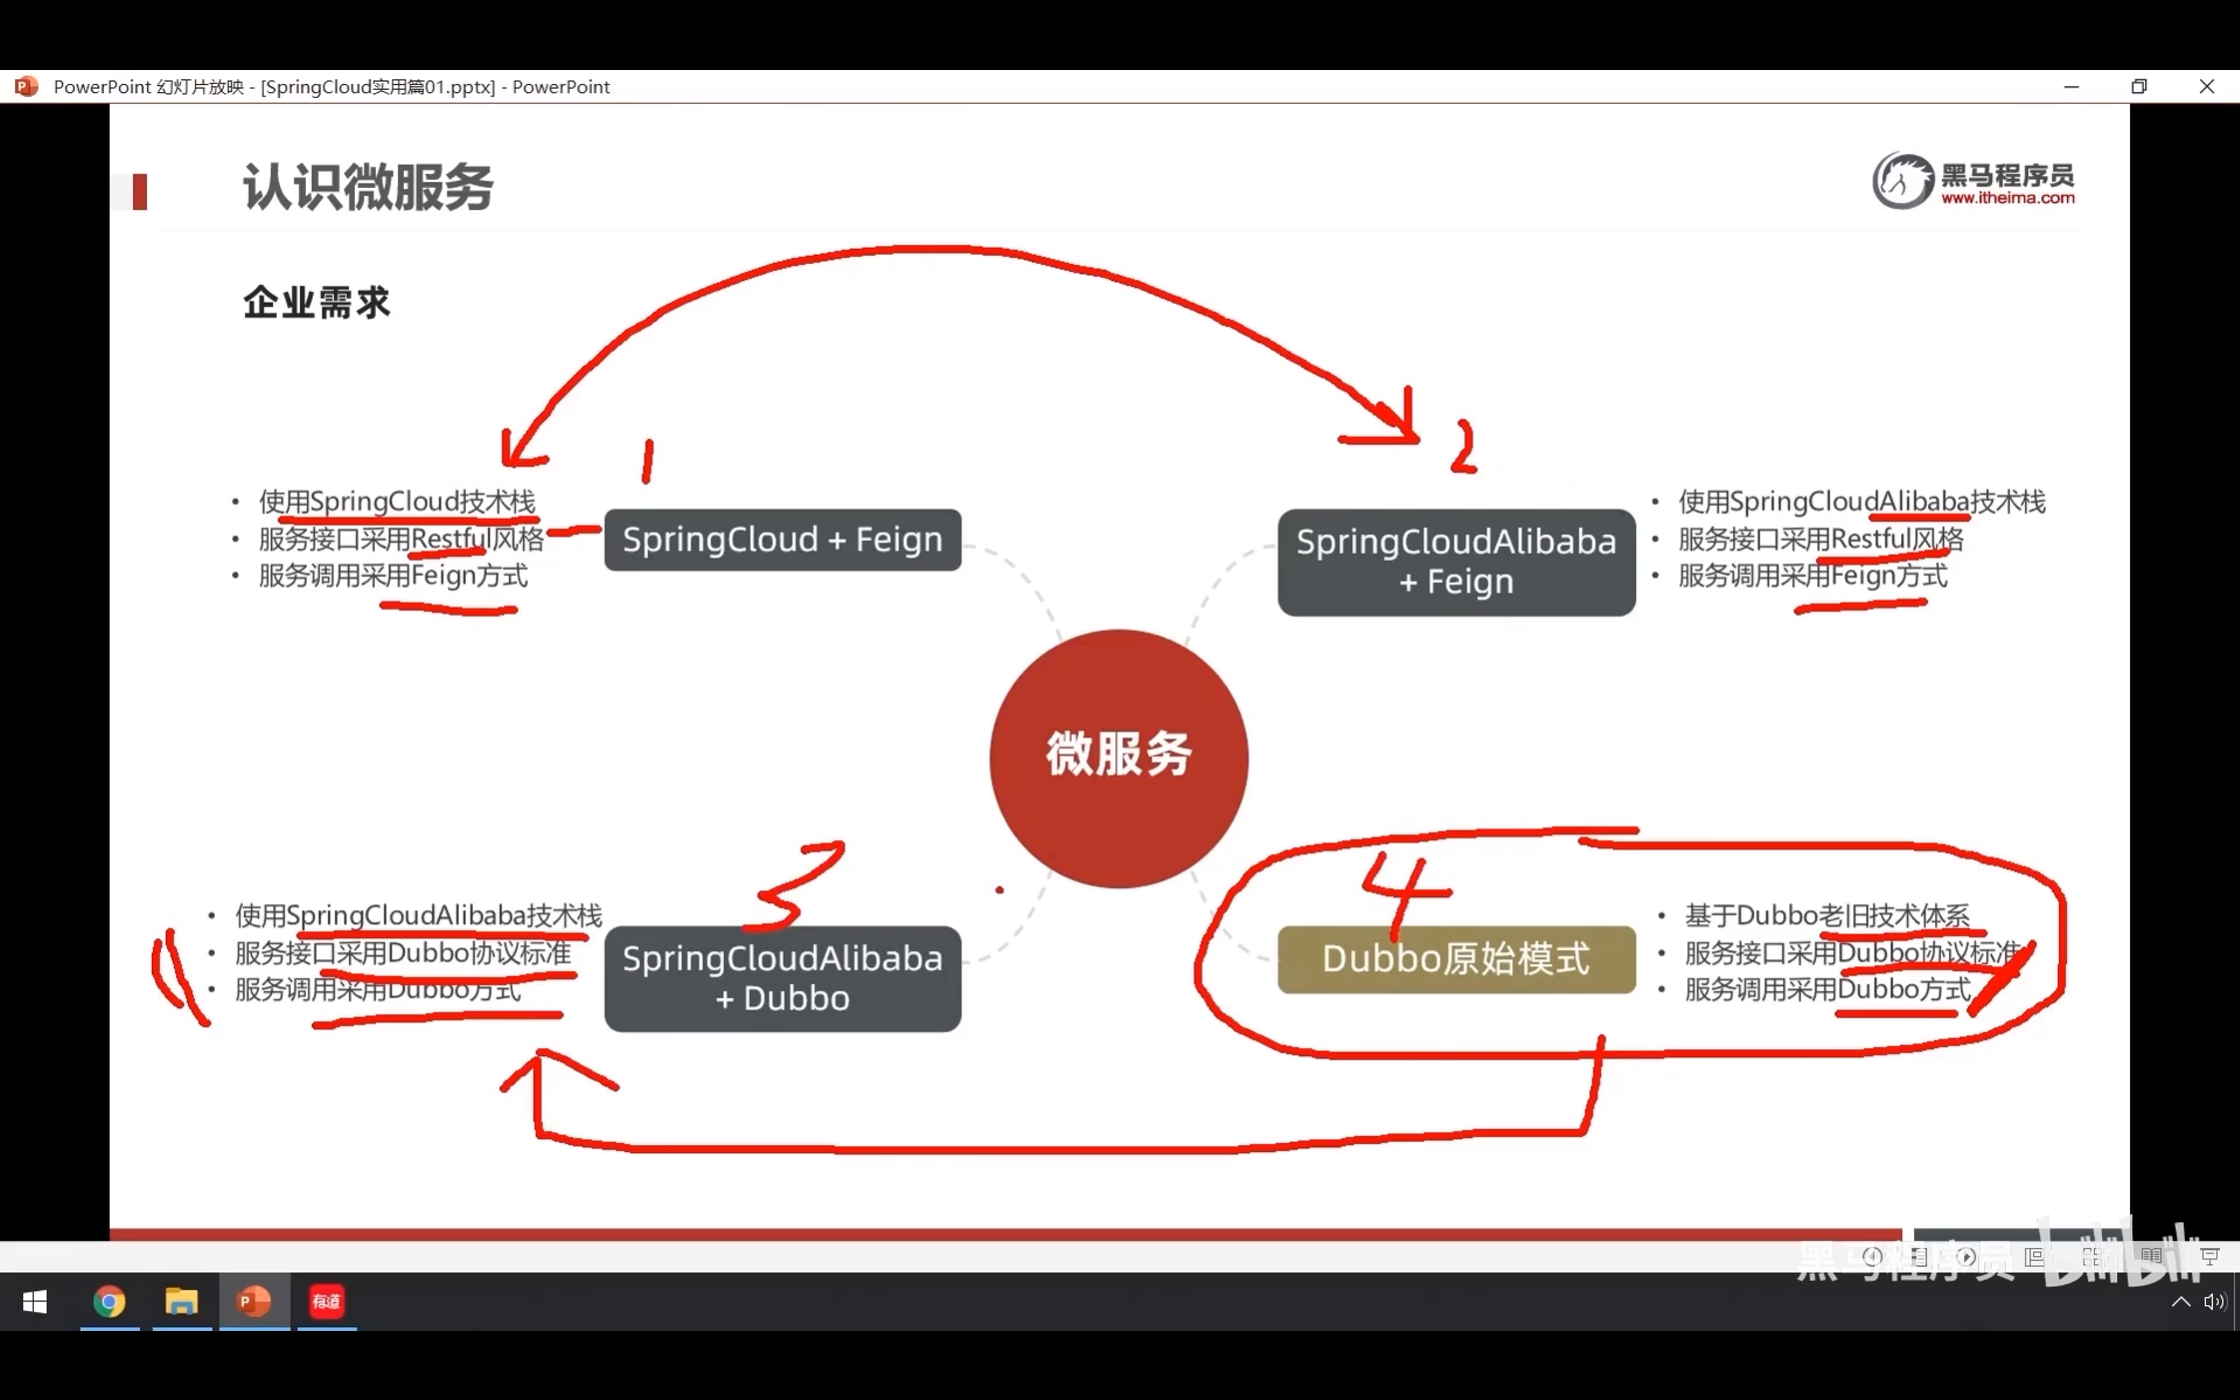 PowerPoint 幻灯片放映 - [SpringCloud实用篇01.pptx] - PowerPoint
认识微服务
黑马程序员
www.itheima.com
企业需求
1
2
• 使用SpringCloud技术栈
• 服务接口采用Restful风格
• 服务调用采用Feign方式
SpringCloud + Feign
SpringCloudAlibaba
+ Feign
• 使用SpringCloudAlibaba技术栈
• 服务接口采用Restful风格
• 服务调用采用Feign方式
微服务
3
4
• 使用SpringCloudAlibaba技术栈
• 服务接口采用Dubbo协议标准
• 服务调用采用Dubbo方式
SpringCloudAlibaba
+ Dubbo
Dubbo原始模式
• 基于Dubbo老旧技术体系
• 服务接口采用Dubbo协议标准
• 服务调用采用Dubbo方式
黑马程序员 bilibili
有道